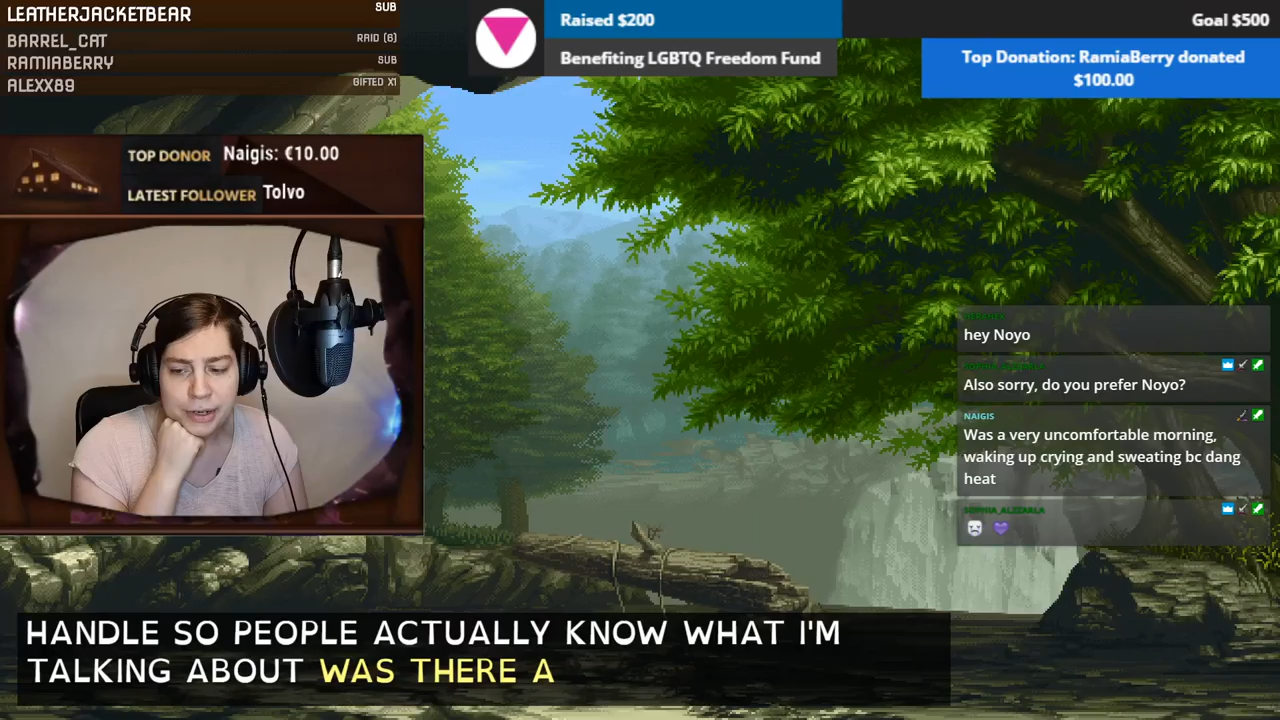 LEATHERJACKETBEAR SUB
BARREL_CAT RAID (6)
RAMIABERRY SUB
ALEXX89 GIFTED X1
Raised $200
Goal $500
Benefiting LGBTQ Freedom Fund
Top Donation: RamiaBerry donated
$100.00
TOP DONOR Naigis: €10.00
LATEST FOLLOWER Tolvo
hey Noyo
Also sorry, do you prefer Noyo?
NAIGIS
Was a very uncomfortable morning,
waking up crying and sweating bc dang
heat
SOPHIA_ALZZARLA
HANDLE SO PEOPLE ACTUALLY KNOW WHAT I'M
TALKING ABOUT WAS THERE A